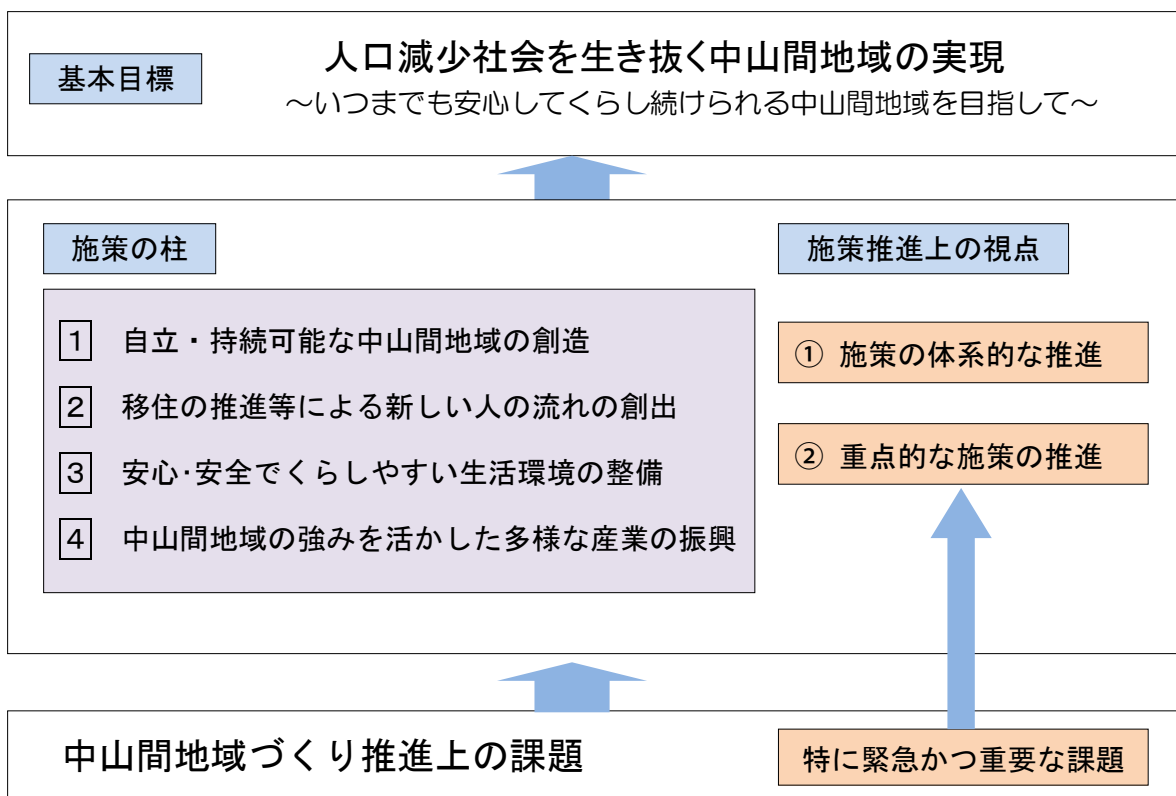 基本目標
人口減少社会を生き抜く中山間地域の実現
～いつまでも安心してくらし続けられる中山間地域を目指して～
施策の柱
1 自立・持続可能な中山間地域の創造
2 移住の推進等による新しい人の流れの創出
3 安心･安全でくらしやすい生活環境の整備
4 中山間地域の強みを活かした多様な産業の振興
施策推進上の視点
① 施策の体系的な推進
② 重点的な施策の推進
中山間地域づくり推進上の課題
特に緊急かつ重要な課題